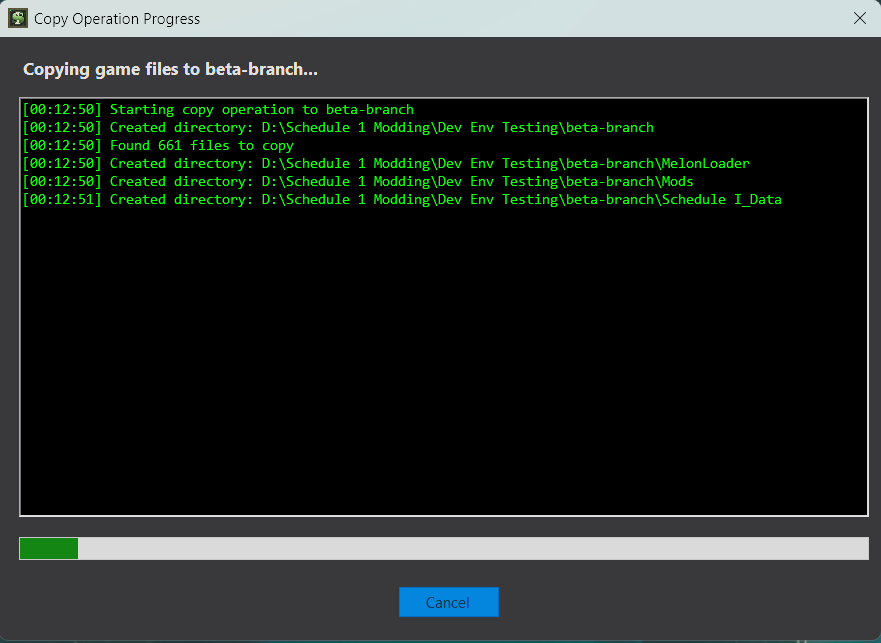 Copy Operation Progress
Copying game files to beta-branch...
[00:12:50] Starting copy operation to beta-branch
[00:12:50] Created directory: D:\Schedule 1 Modding\Dev Env Testing\beta-branch
[00:12:50] Found 661 files to copy
[00:12:50] Created directory: D:\Schedule 1 Modding\Dev Env Testing\beta-branch\MelonLoader
[00:12:50] Created directory: D:\Schedule 1 Modding\Dev Env Testing\beta-branch\Mods
[00:12:51] Created directory: D:\Schedule 1 Modding\Dev Env Testing\beta-branch\Schedule I_Data
Cancel